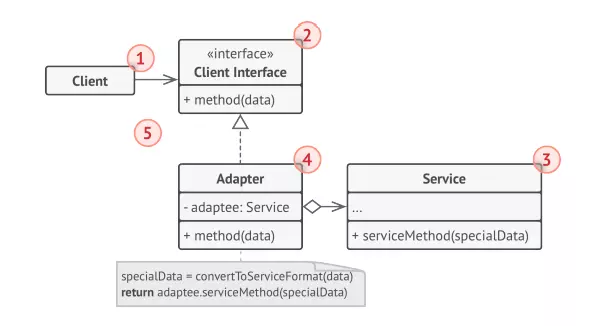 1
Client
2
«interface»
Client Interface
+ method(data)
5
4
Adapter
- adaptee: Service
+ method(data)
3
Service
...
+ serviceMethod(specialData)
specialData = convertToServiceFormat(data)
return adaptee.serviceMethod(specialData)